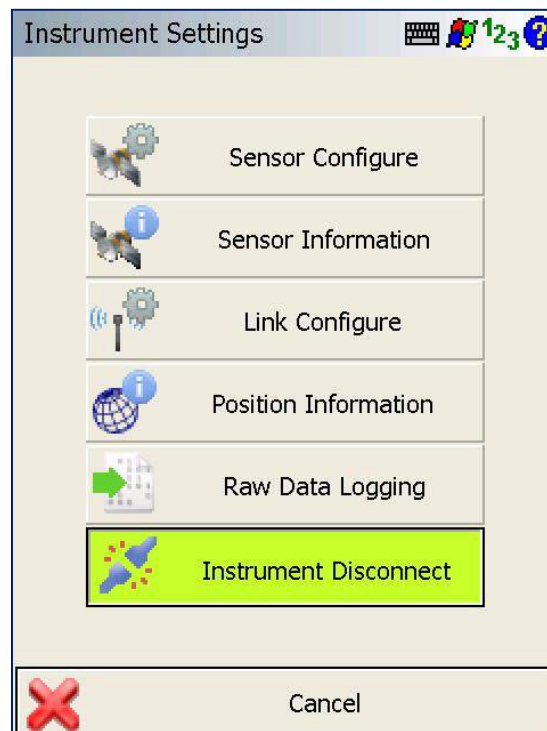 Instrument Settings 123 ?
Sensor Configure
i
Sensor Information
Link Configure
i
Position Information
Raw Data Logging
Instrument Disconnect
Cancel